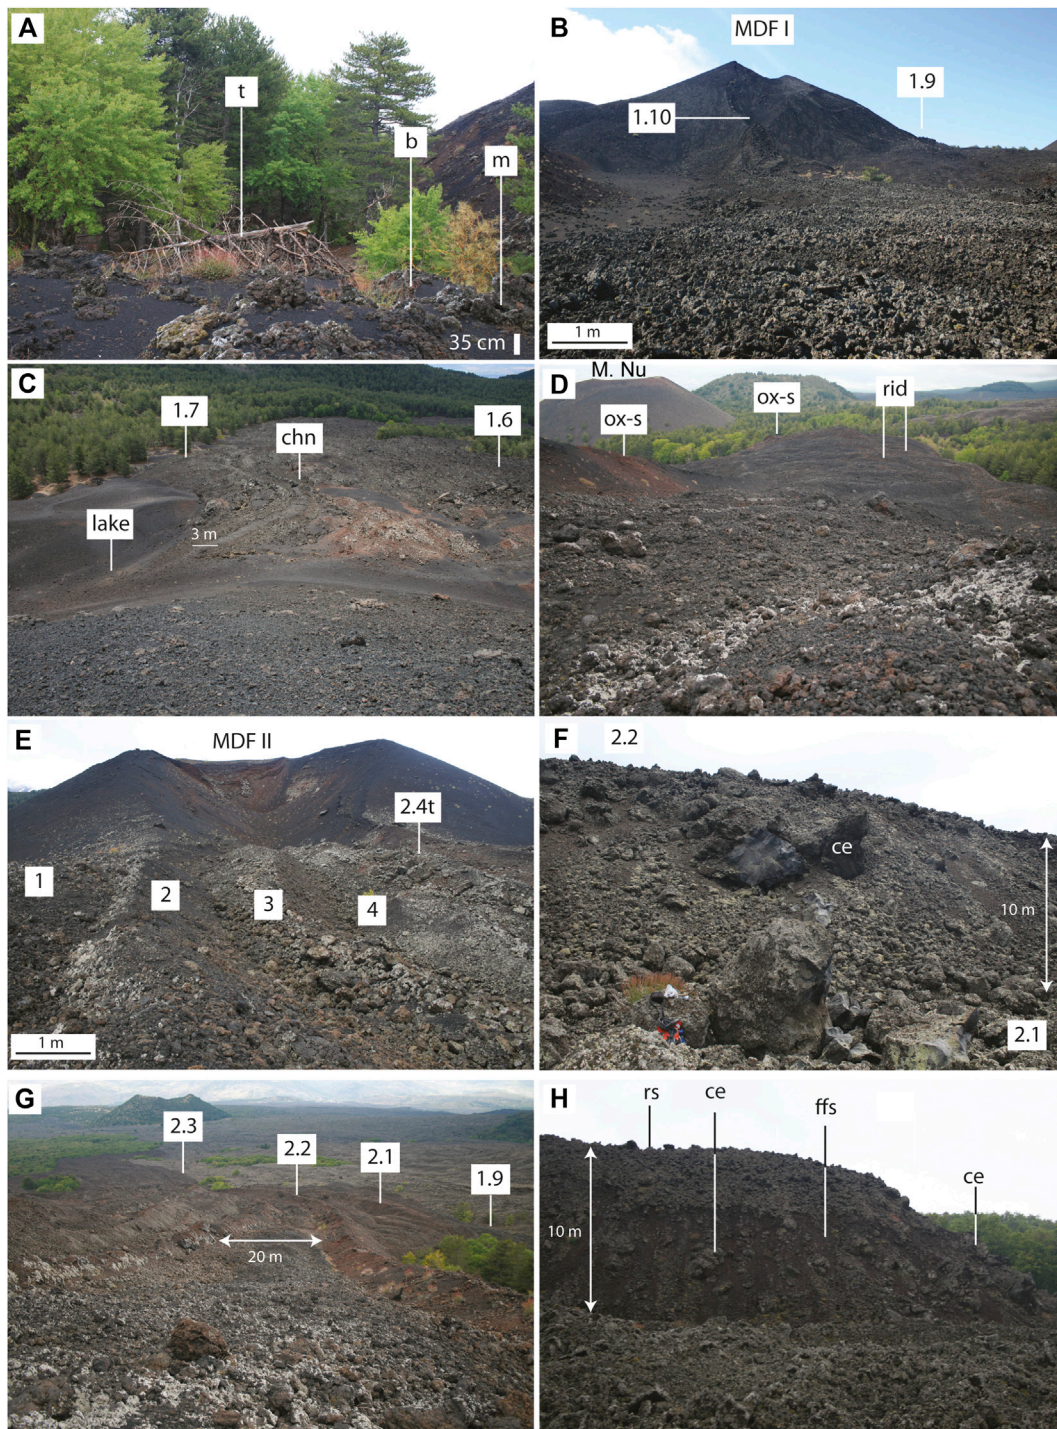 A
t
b
m
35 cm
B
MDF I
1.9
1.10
1 m
C
1.7
chn
1.6
lake
3 m
D
M. Nu
ox-s
ox-s
rid
E
MDF II
2.4t
1
2
3
4
1 m
F
2.2
ce
10 m
2.1
G
2.3
2.2
2.1
1.9
20 m
H
rs
ce
ffs
ce
10 m